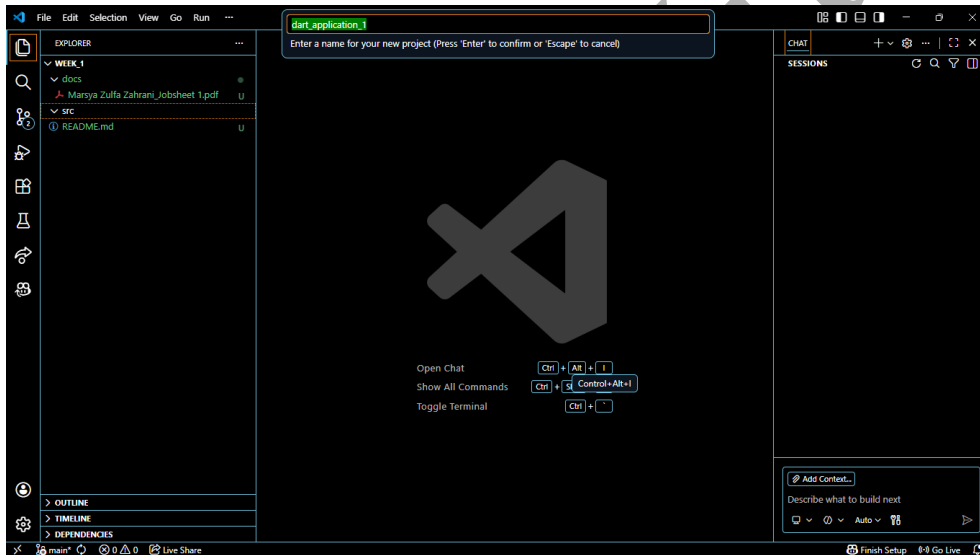 File Edit Selection View Go Run ···
dart_application_1
Enter a name for your new project (Press 'Enter' to confirm or 'Escape' to cancel)
EXPLORER
WEEK_1
docs
Marsya Zulfa Zahrani_Jobsheet 1.pdf U
src
README.md U
2
Open Chat Ctrl + Alt + I
Show All Commands Ctrl +
Control+Alt+I
Toggle Terminal Ctrl + `
CHAT
SESSIONS
Add Context...
Describe what to build next
Auto
OUTLINE
TIMELINE
DEPENDENCIES
main* 0 0 Live Share
Finish Setup Go Live